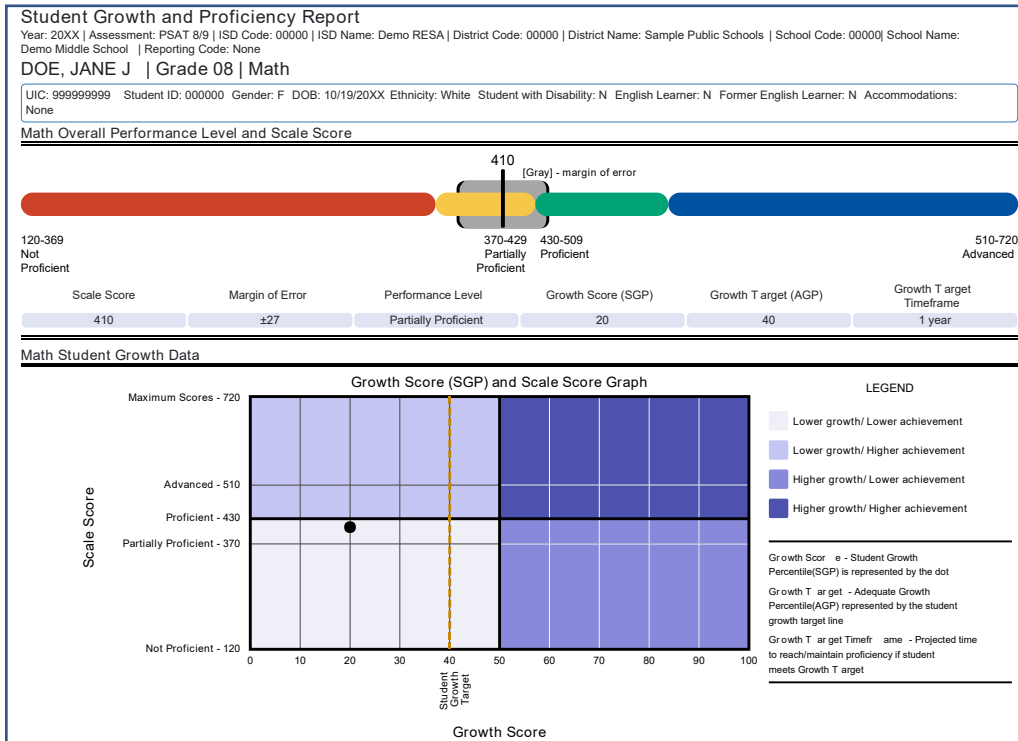 Student Growth and Proficiency Report
Year: 20XX | Assessment: PSAT 8/9 | ISD Code: 00000 | ISD Name: Demo RESA | District Code: 00000 | District Name: Sample Public Schools | School Code: 00000| School Name:
Demo Middle School | Reporting Code: None
DOE, JANE J | Grade 08 | Math
UIC: 999999999 Student ID: 000000 Gender: F DOB: 10/19/20XX Ethnicity: White Student with Disability: N English Learner: N Former English Learner: N Accommodations:
None
Math Overall Performance Level and Scale Score
410
[Gray] - margin of error
120-369
Not
Proficient
370-429
Partially
Proficient
430-509
Proficient
510-720
Advanced
Scale Score Margin of Error Performance Level Growth Score (SGP) Growth T arget (AGP) Growth T arget
Timeframe
410 ±27 Partially Proficient 20 40 1 year
Math Student Growth Data
Growth Score (SGP) and Scale Score Graph
Maximum Scores - 720
Advanced - 510
Proficient - 430
Partially Proficient - 370
Not Proficient - 120
Scale Score
0 10 20 30 40 50 60 70 80 90 100
Student
Growth
Target
Growth Score
LEGEND
Lower growth/ Lower achievement
Lower growth/ Higher achievement
Higher growth/ Lower achievement
Higher growth/ Higher achievement
Growth Scor e - Student Growth
Percentile(SGP) is represented by the dot
Growth T ar get - Adequate Growth
Percentile(AGP) represented by the student
growth target line
Growth T ar get Timefr ame - Projected time
to reach/maintain proficiency if student
meets Growth T arget